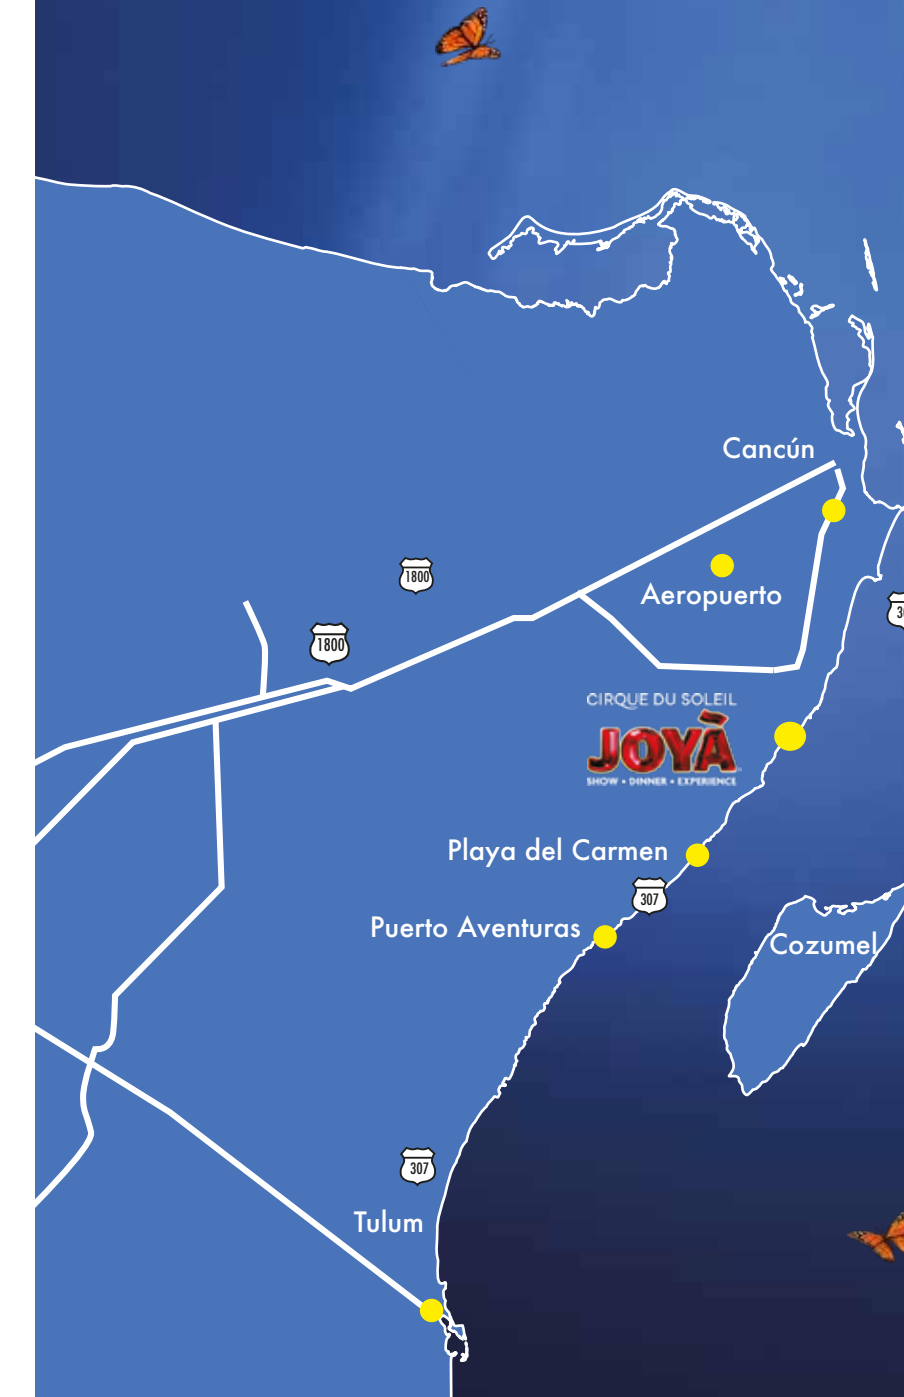 Cancún
1800
Aeropuerto
1800
CIRQUE DU SOLEIL
JOYÀ
SHOW • DINNER • EXPERIENCE
Playa del Carmen
307
Puerto Aventuras
Cozumel
307
Tulum